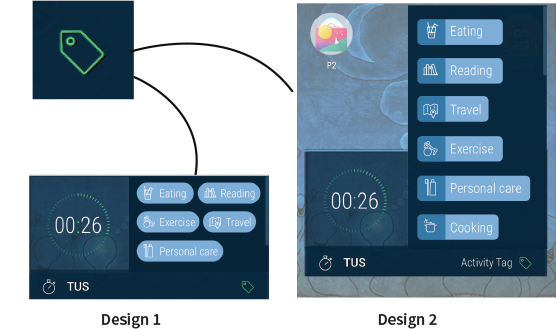 00:26
Eating Reading
Exercise Travel
Personal care
TUS
Design 1
P2
Eating
Reading
Travel
Exercise
Personal care
Cooking
00:26
TUS
Activity Tag
Design 2